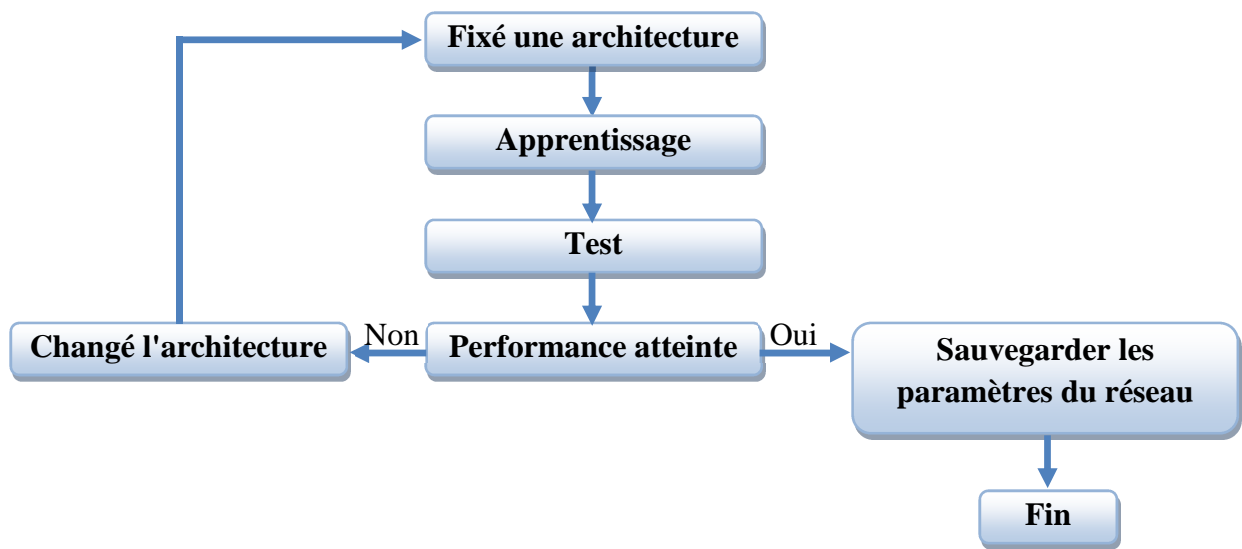 Fixé une architecture
Apprentissage
Test
Changé l'architecture
Non
Performance atteinte
Oui
Sauvegarder les
paramètres du réseau
Fin